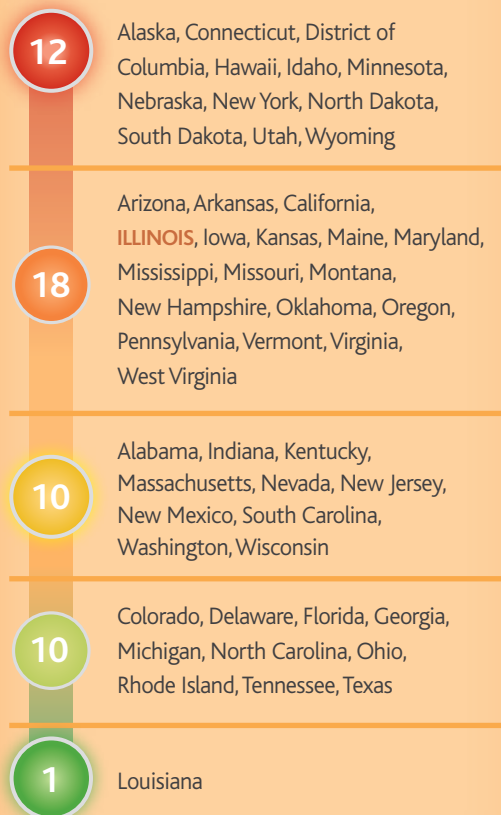 12
Alaska, Connecticut, District of
Columbia, Hawaii, Idaho, Minnesota,
Nebraska, New York, North Dakota,
South Dakota, Utah, Wyoming
18
Arizona, Arkansas, California,
ILLINOIS, Iowa, Kansas, Maine, Maryland,
Mississippi, Missouri, Montana,
New Hampshire, Oklahoma, Oregon,
Pennsylvania, Vermont, Virginia,
West Virginia
10
Alabama, Indiana, Kentucky,
Massachusetts, Nevada, New Jersey,
New Mexico, South Carolina,
Washington, Wisconsin
10
Colorado, Delaware, Florida, Georgia,
Michigan, North Carolina, Ohio,
Rhode Island, Tennessee, Texas
1
Louisiana